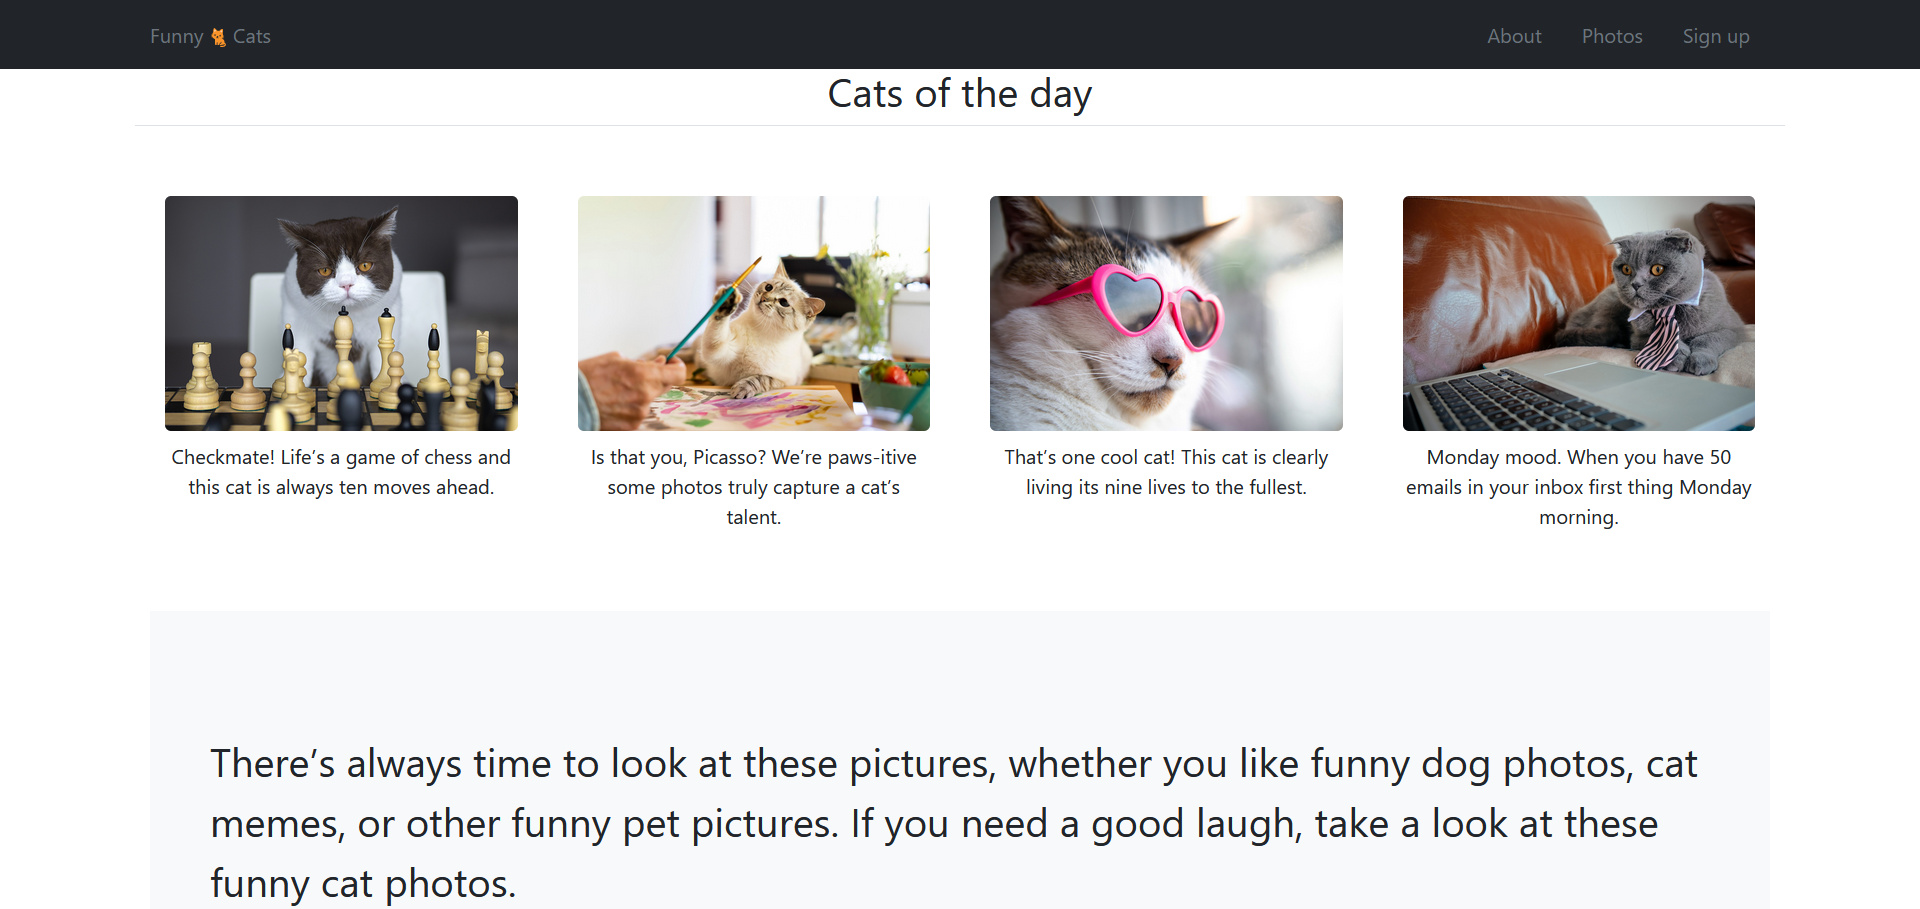 Funny 🐈 Cats
About Photos Sign up
Cats of the day
Checkmate! Life’s a game of chess and
this cat is always ten moves ahead.
Is that you, Picasso? We’re paws-itive
some photos truly capture a cat’s
talent.
That’s one cool cat! This cat is clearly
living its nine lives to the fullest.
Monday mood. When you have 50
emails in your inbox first thing Monday
morning.
There’s always time to look at these pictures, whether you like funny dog photos, cat
memes, or other funny pet pictures. If you need a good laugh, take a look at these
funny cat photos.